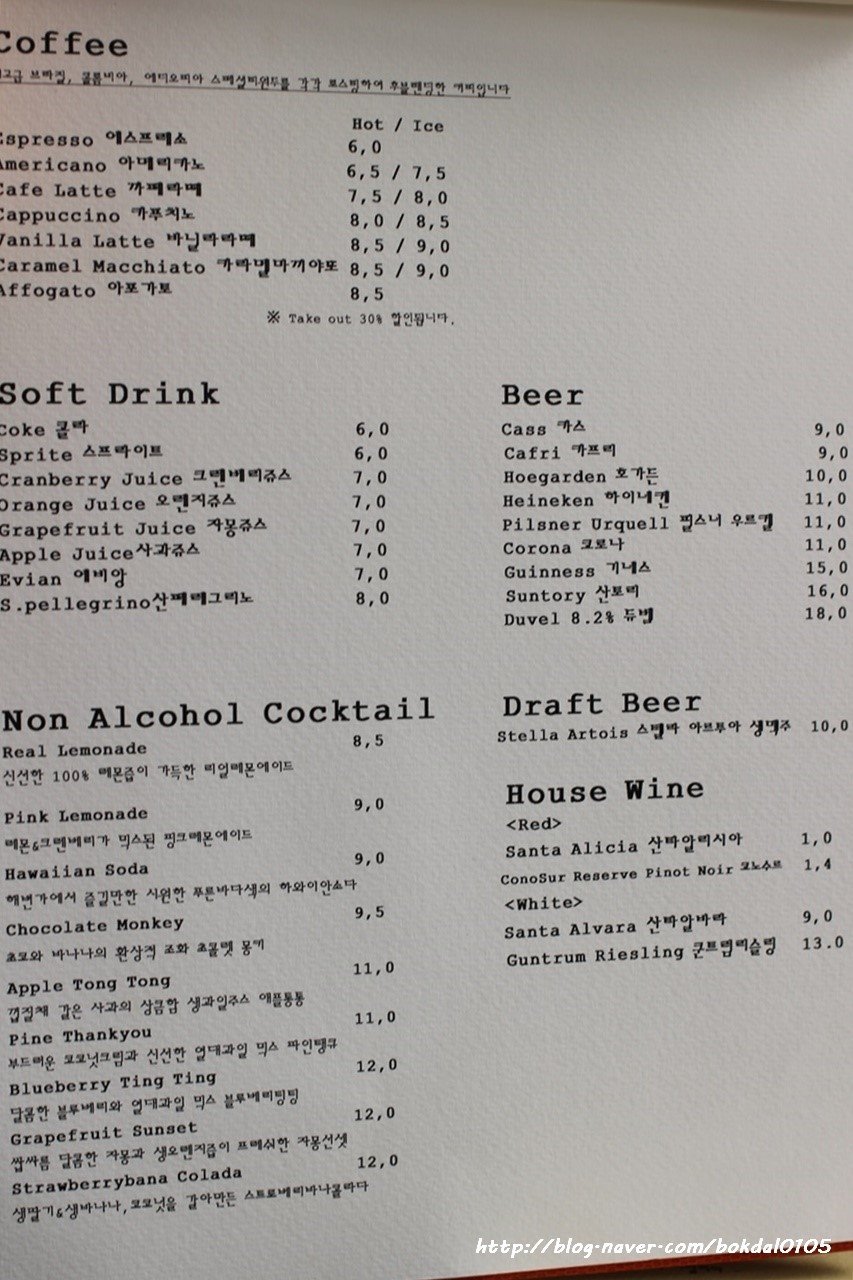 Coffee
최고급 브라질, 콜롬비아, 에디오피아 스페셜티원두를 각각 로스팅하여 후블렌딩한 커피입니다
Hot / Ice
Espresso 에스프레소 6,0
Americano 아메리카노 6,5 / 7,5
Cafe Latte 까페라떼 7,5 / 8,0
Cappuccino 카푸치노 8,0 / 8,5
Vanilla Latte 바닐라라떼 8,5 / 9,0
Caramel Macchiato 카라멜마끼야또 8,5 / 9,0
Affogato 아포가토 8,5
※ Take out 30% 할인됩니다.
Soft Drink
Coke 콜라 6,0
Sprite 스프라이트 6,0
Cranberry Juice 크렌베리쥬스 7,0
Orange Juice 오렌지쥬스 7,0
Grapefruit Juice 자몽쥬스 7,0
Apple Juice사과쥬스 7,0
Evian 에비앙 7,0
S.pellegrino산페레그리노 8,0
Beer
Cass 카스 9,0
Cafri 카프리 9,0
Hoegarden 호가든 10,0
Heineken 하이네켄 11,0
Pilsner Urquell 필스너 우르켈 11,0
Corona 코로나 11,0
Guinness 기네스 15,0
Suntory 산토리 16,0
Duvel 8.2% 듀벨 18,0
Non Alcohol Cocktail
Real Lemonade 8,5
신선한 100% 레몬즙이 가득한 리얼레몬에이드
Pink Lemonade 9,0
레몬&크렌베리가 믹스된 핑크레몬에이드
Hawaiian Soda 9,0
해변가에서 즐길만한 시원한 푸른바다색의 하와이안소다
Chocolate Monkey 9,5
초코와 바나나의 환상적 조화 초콜렛 몽키
Apple Tong Tong 11,0
껍질채 갈은 사과의 상큼함 생과일주스 애플통통
Pine Thankyou 11,0
부드러운 코코넛크림과 신선한 열대과일 믹스 파인땡큐
Blueberry Ting Ting 12,0
달콤한 블루베리와 열대과일 믹스 블루베리팅팅
Grapefruit Sunset 12,0
쌉싸름 달콤한 자몽과 생오렌지즙이 프레쉬한 자몽선셋
Strawberrybana Colada 12,0
생딸기&생바나나,코코넛을 갈아만든 스트로베리바나콜라다
Draft Beer
Stella Artois 스텔라 아르투아 생맥주 10,0
House Wine
<Red>
Santa Alicia 산타알리시아 1,0
ConoSur Reserve Pinot Noir 코노수르 1,4
<White>
Santa Alvara 산타알바라 9,0
Guntrum Riesling 군트럼리슬링 13.0
http://blog.naver.com/bokdal0105